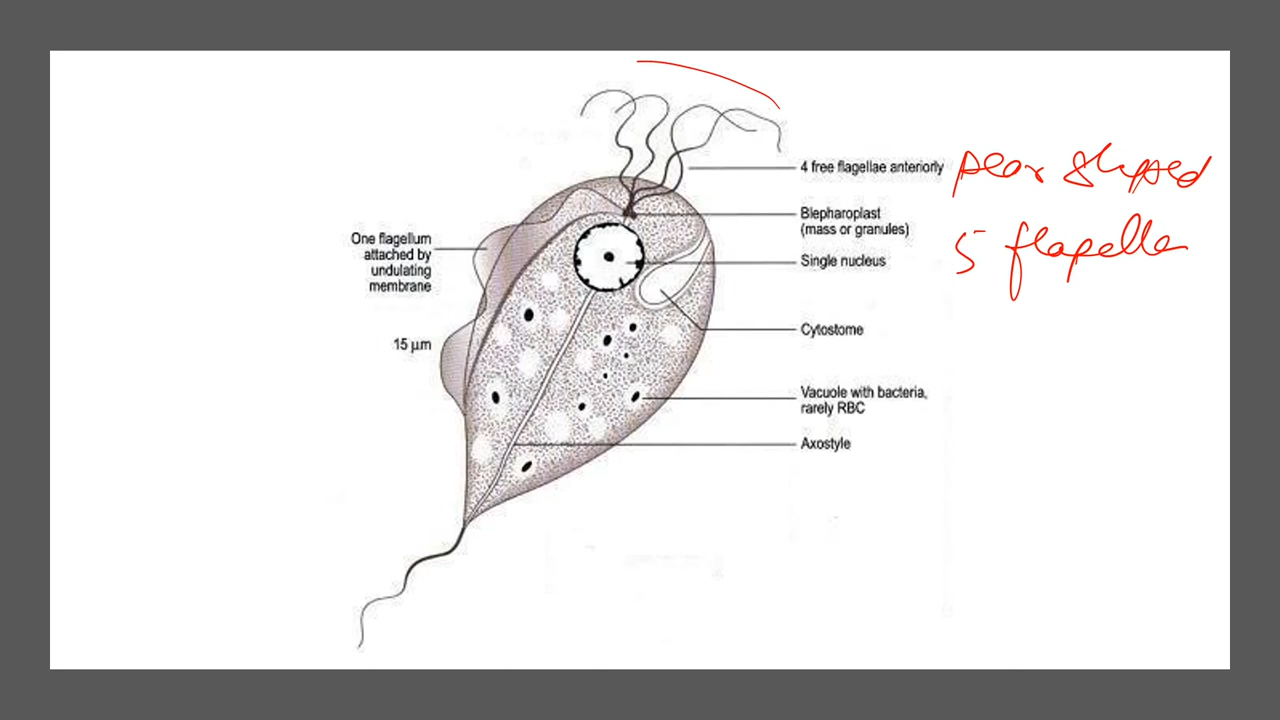 4 free flagellae anteriorly
pear shaped
Blepharoplast
(mass or granules)
5 flagella
One flagellum
attached by
undulating
membrane
Single nucleus
15 µm
Cytostome
Vacuole with bacteria,
rarely RBC
Axostyle